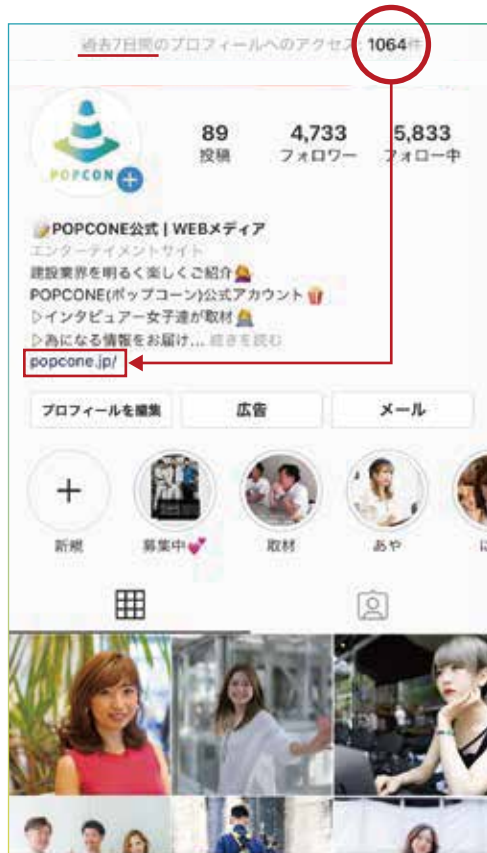 過去7日間のプロフィールへのアクセス: 1064件
POPCON
89 4,733 5,833
投稿 フォロワー フォロー中
POPCONE公式 | WEBメディア
エンターテイメントサイト
建設業界を明るく楽しくご紹介
POPCONE(ポップコーン)公式アカウント
▷インタビュアー女子達が取材
▷為になる情報をお届け... 続きを読む
popcone.jp/
プロフィールを編集 広告 メール
新規 募集中💕 取材 あや に